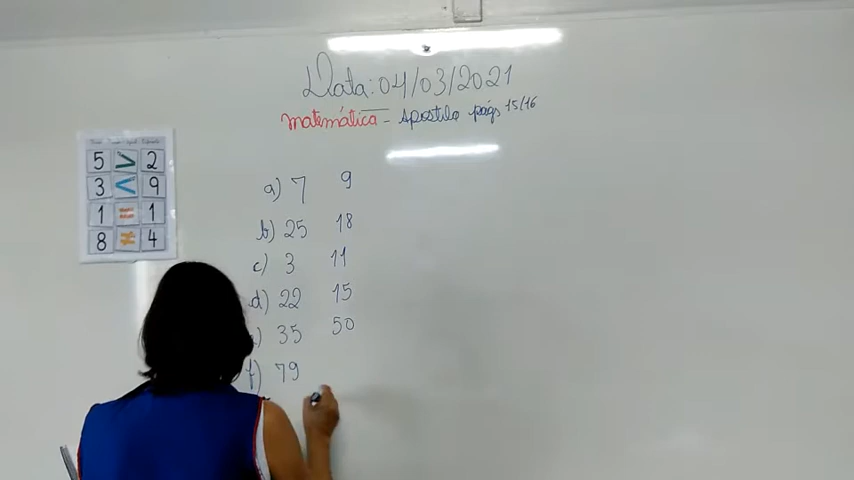 Data: 04/03/2021
Matemática - Apostila págs 15/16
5 > 2
3 < 9
1 = 1
8 ≠ 4
a) 7 9
b) 25 18
c) 3 11
d) 22 15
) 35 50
f) 79